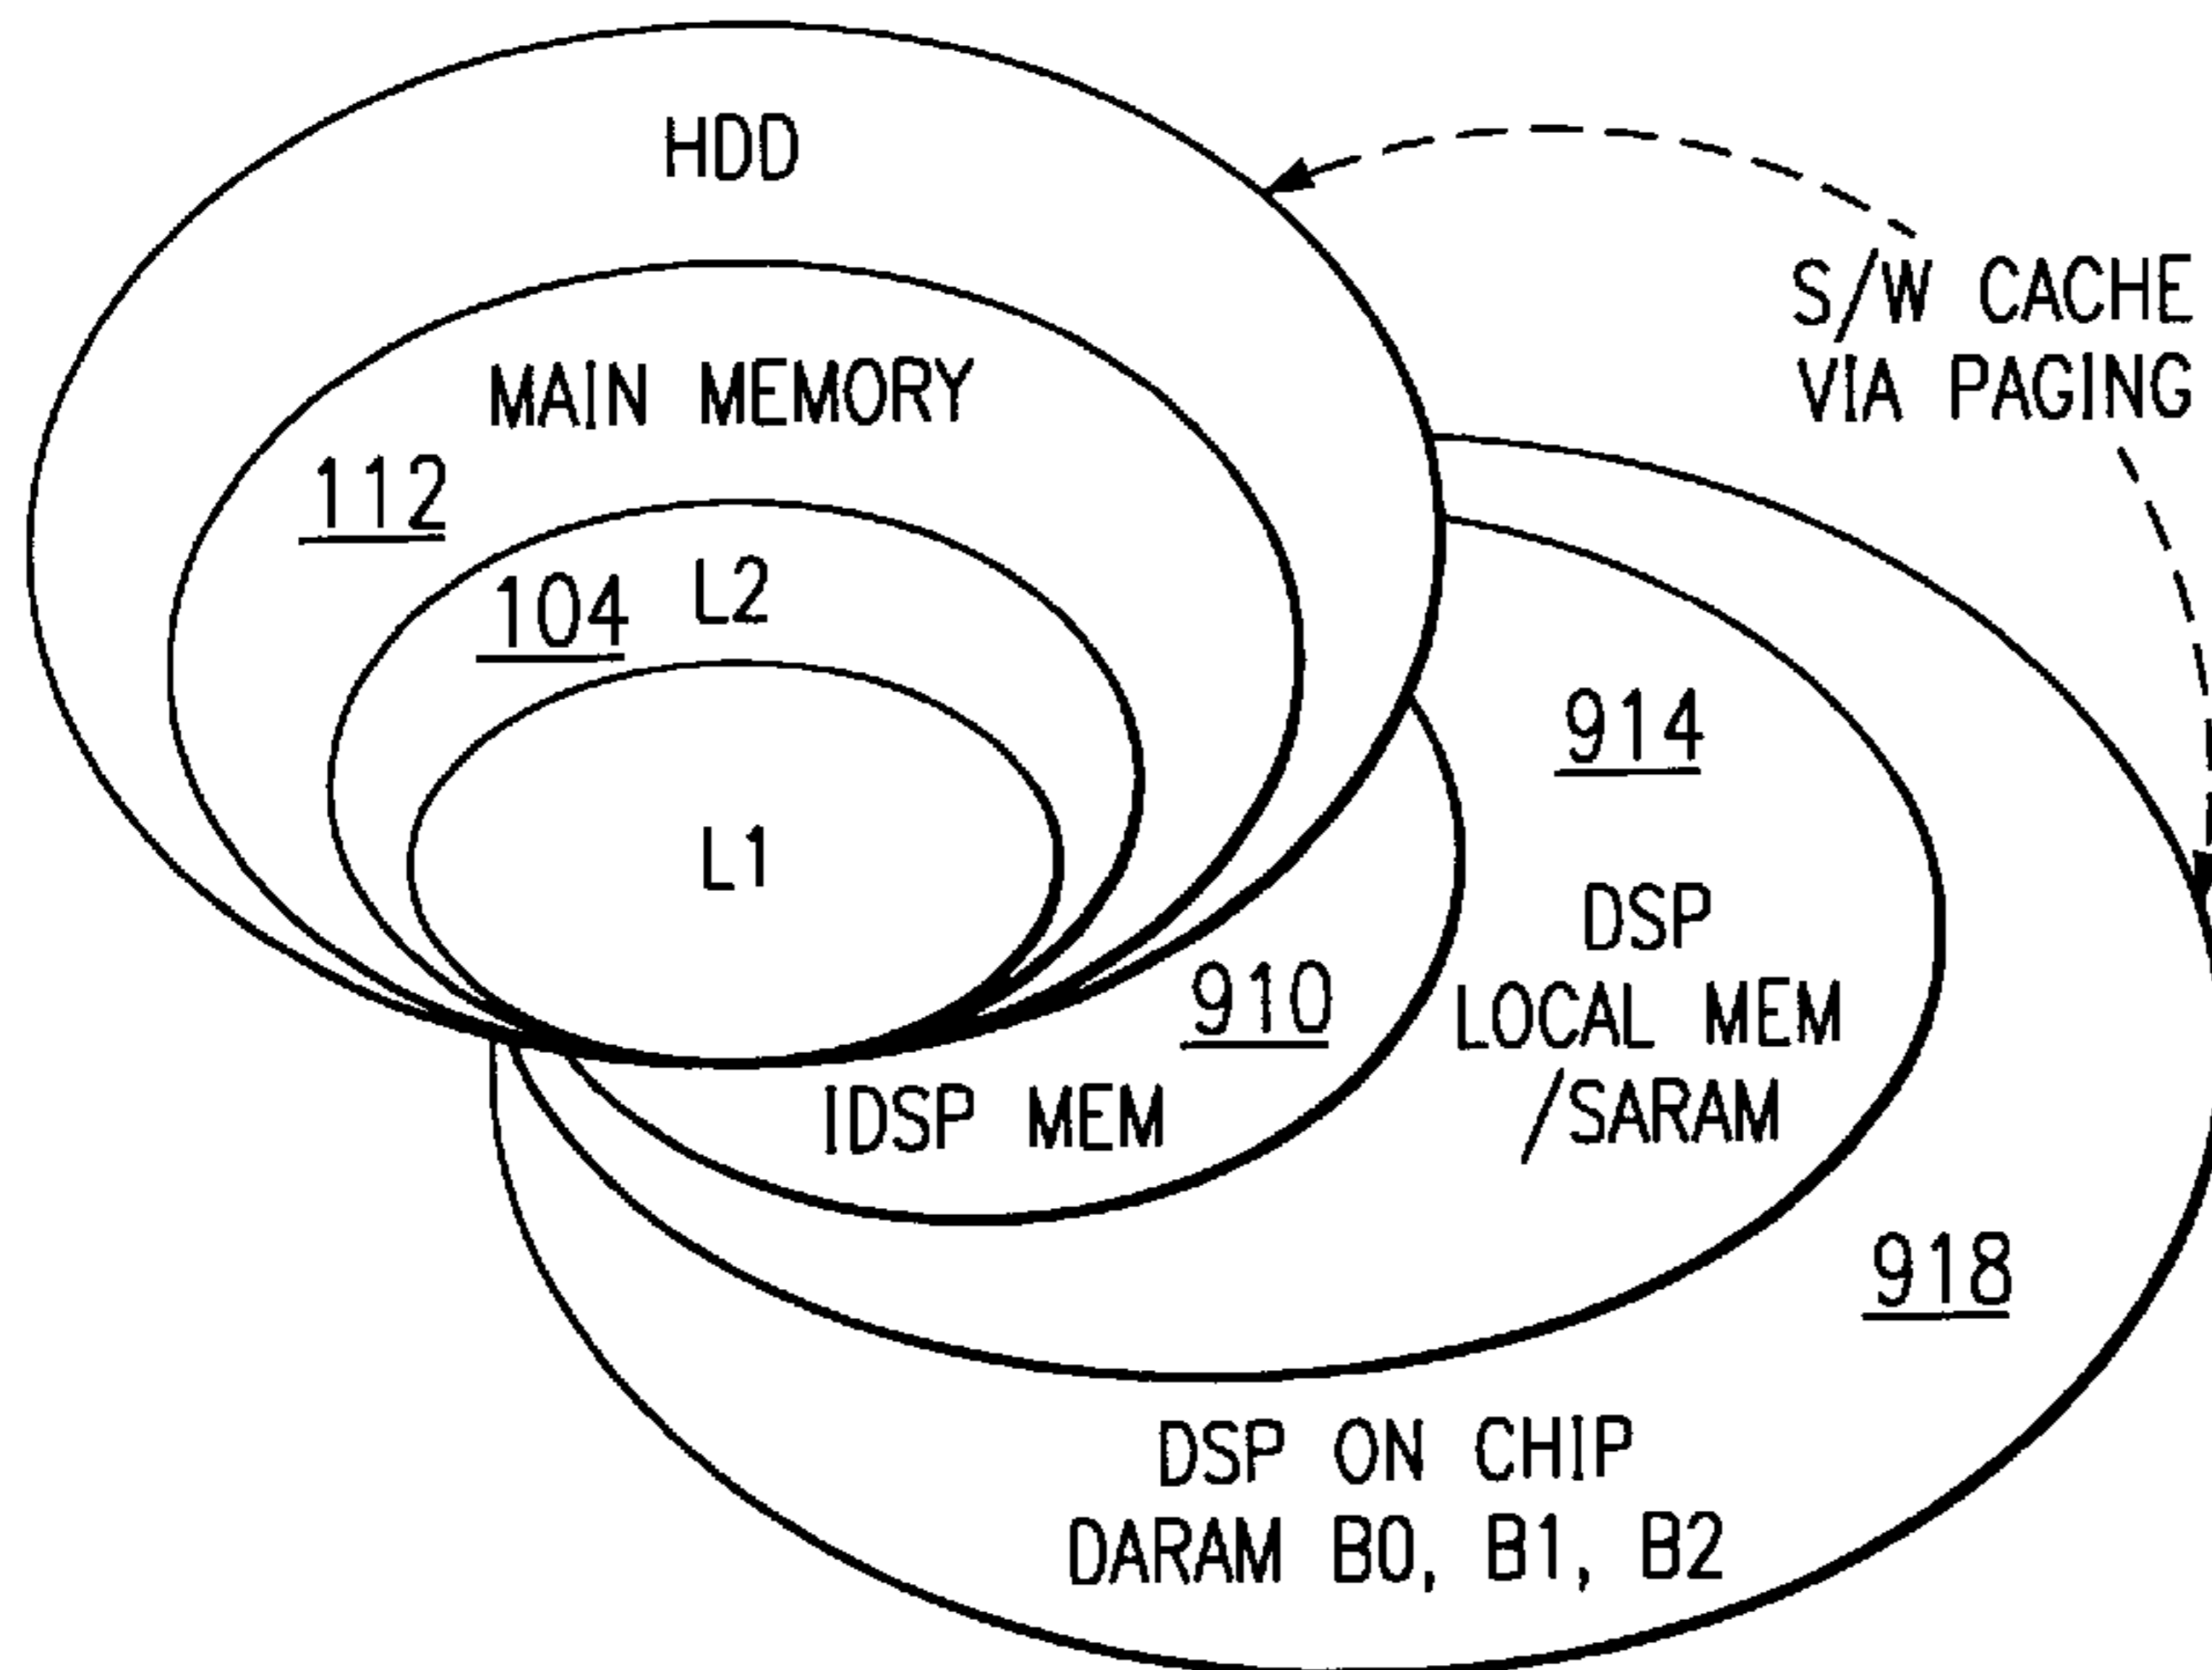 HDD
S/W CACHE
VIA PAGING
MAIN MEMORY
112
L2
104
L1
914
DSP
LOCAL MEM
/SARAM
910
IDSP MEM
918
DSP ON CHIP
DARAM B0, B1, B2